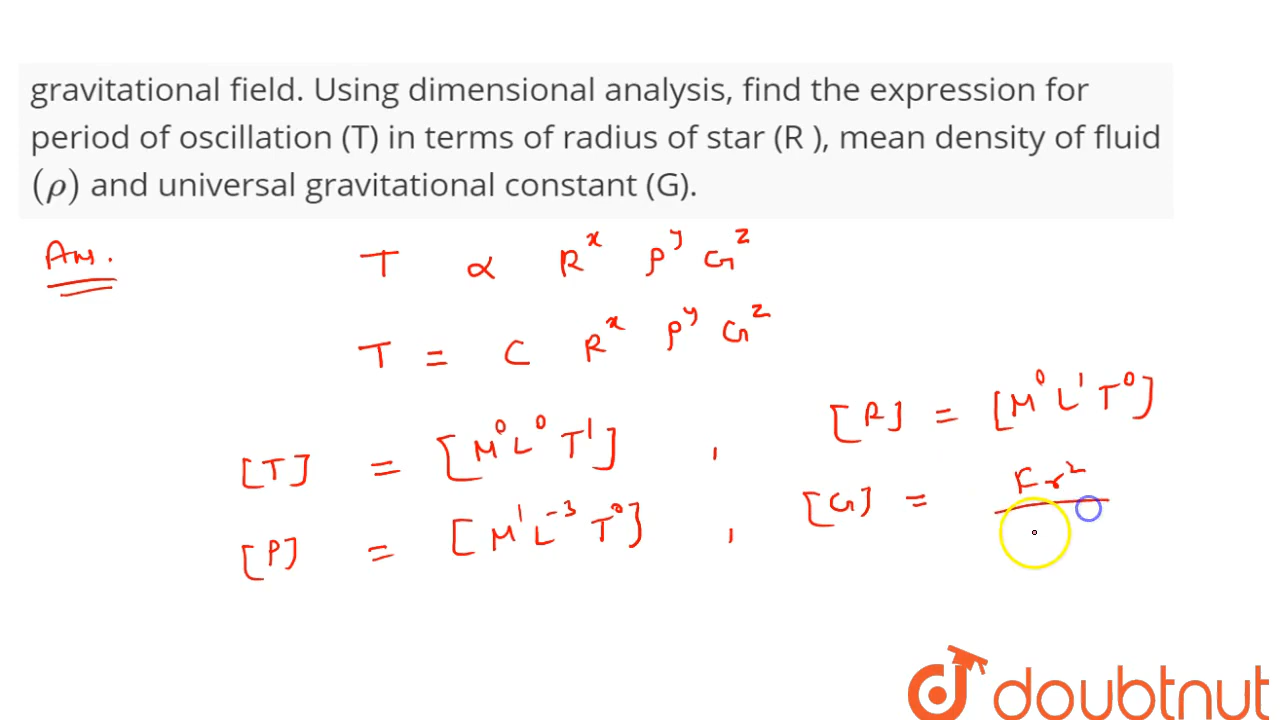 gravitational field. Using dimensional analysis, find the expression for
period of oscillation (T) in terms of radius of star (R ), mean density of fluid
(ρ) and universal gravitational constant (G).
Ans. T ∝ R^x ρ^y G^z
T = C R^x ρ^y G^z
[T] = [M^0 L^0 T^1] , [R] = [M^0 L^1 T^0]
[ρ] = [M^1 L^-3 T^0] , [G] = Fr^2
doubtnut